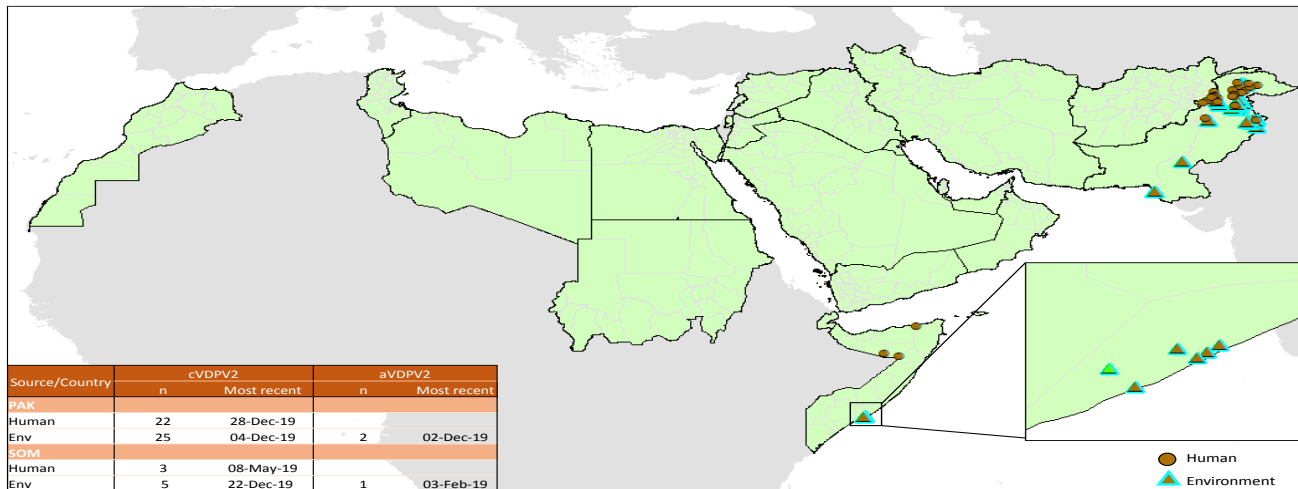 Source/Country cVDPV2 aVDPV2
n Most recent n Most recent
PAK
Human 22 28-Dec-19
Env 25 04-Dec-19 2 02-Dec-19
SOM
Human 3 08-May-19
Env 5 22-Dec-19 1 03-Feb-19
Human
Environment